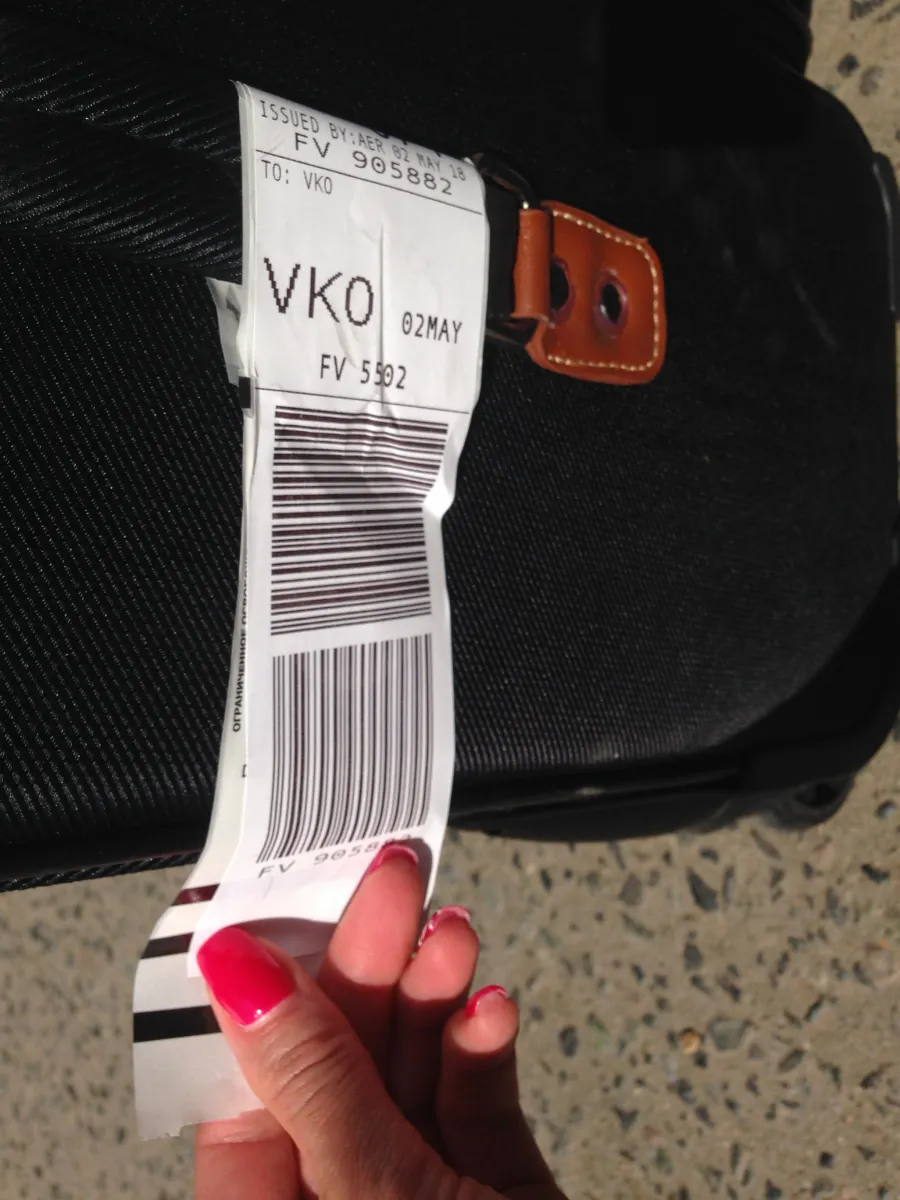 ISSUED BY:AER 02 MAY 18
FV 905882
TO: VKO
VKO 02MAY
FV 5502
ОГРАНИЧЕННОЕ
FV 9058